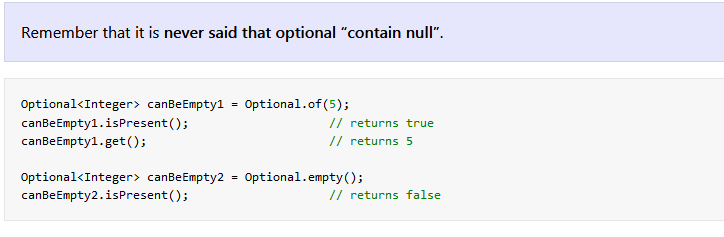 Remember that it is never said that optional “contain null”.
Optional<Integer> canBeEmpty1 = Optional.of(5);
canBeEmpty1.isPresent();                    // returns true
canBeEmpty1.get();                          // returns 5
Optional<Integer> canBeEmpty2 = Optional.empty();
canBeEmpty2.isPresent();                    // returns false